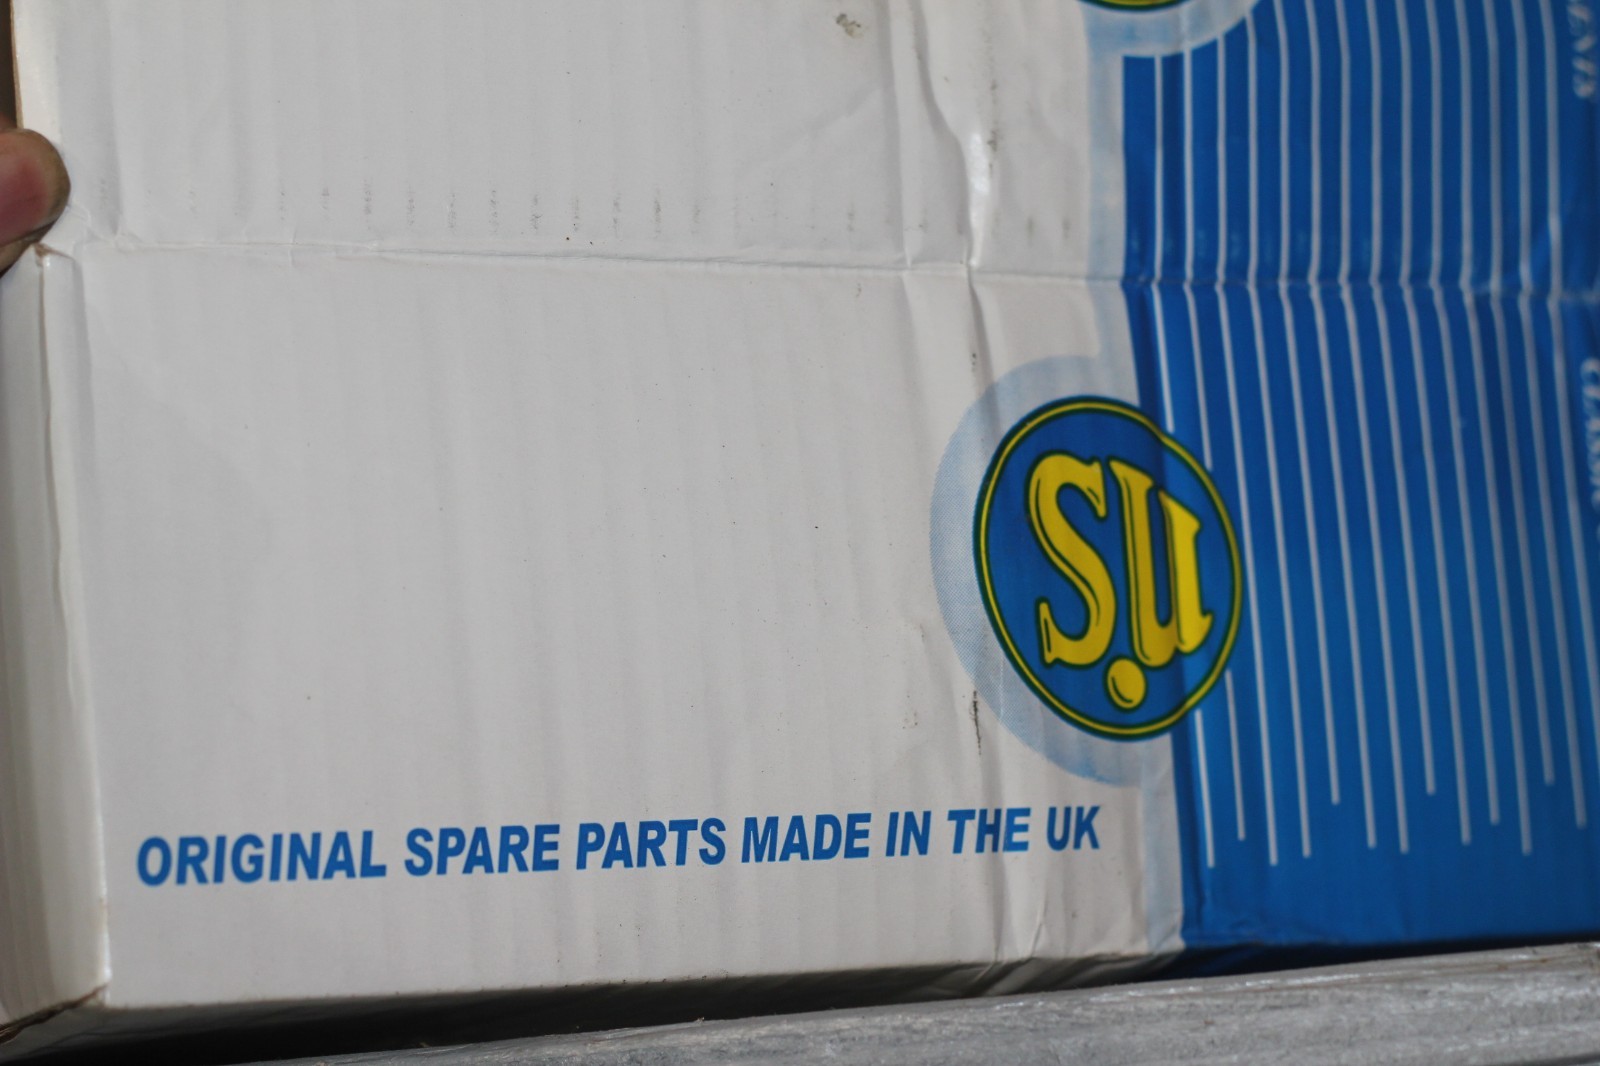 S.U
ORIGINAL SPARE PARTS MADE IN THE UK